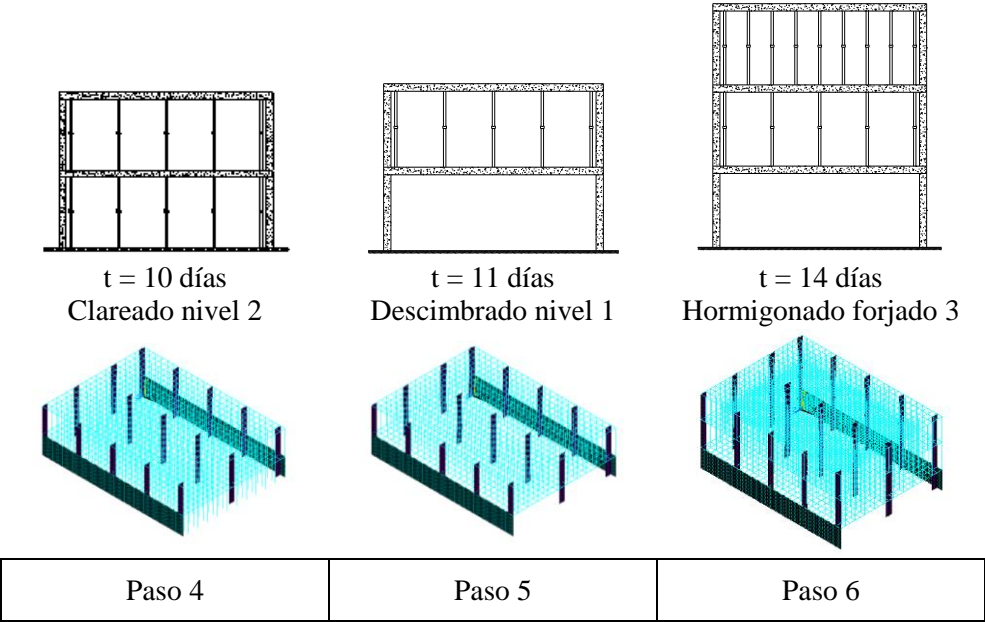 t = 10 días
Clareado nivel 2
t = 11 días
Descimbrado nivel 1
t = 14 días
Hormigonado forjado 3
Paso 4
Paso 5
Paso 6